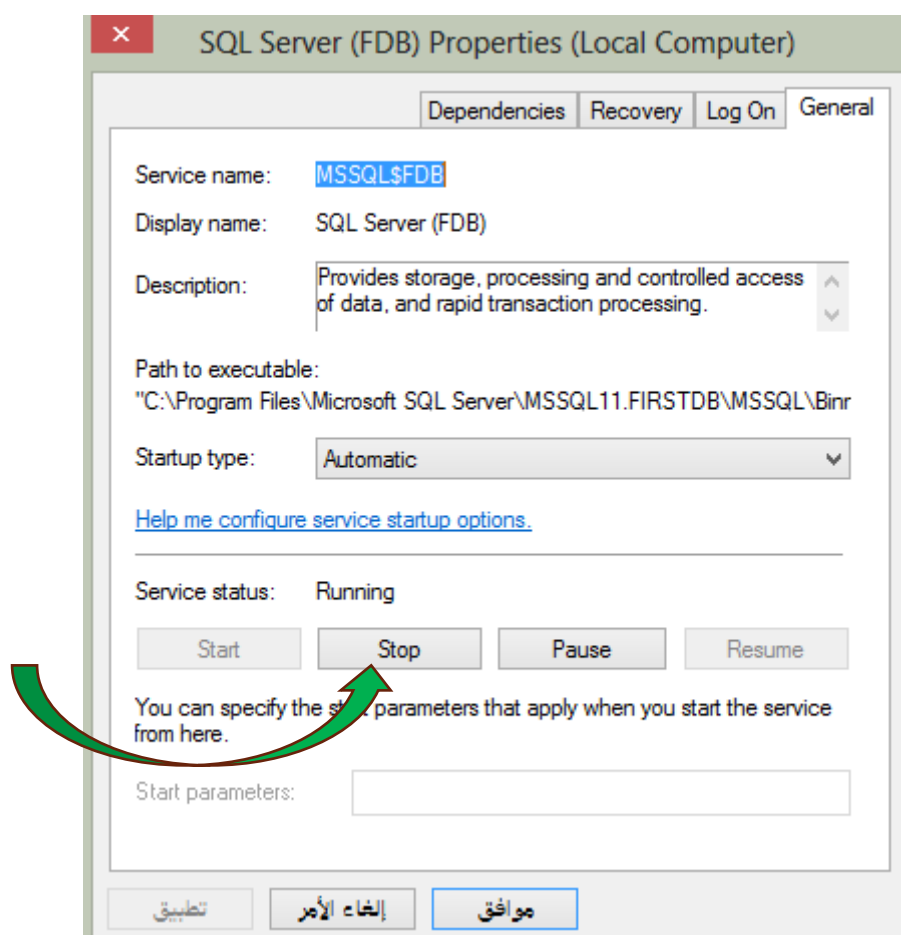 SQL Server (FDB) Properties (Local Computer)
General Log On Recovery Dependencies
Service name: MSSQL$FDB
Display name: SQL Server (FDB)
Description: Provides storage, processing and controlled access
of data, and rapid transaction processing.
Path to executable:
"C:\Program Files\Microsoft SQL Server\MSSQL11.FIRSTDB\MSSQL\Binr
Startup type: Automatic
Help me configure service startup options.
Service status: Running
Start Stop Pause Resume
You can specify the start parameters that apply when you start the service
from here.
Start parameters:
موافق إلغاء الأمر تطبيق